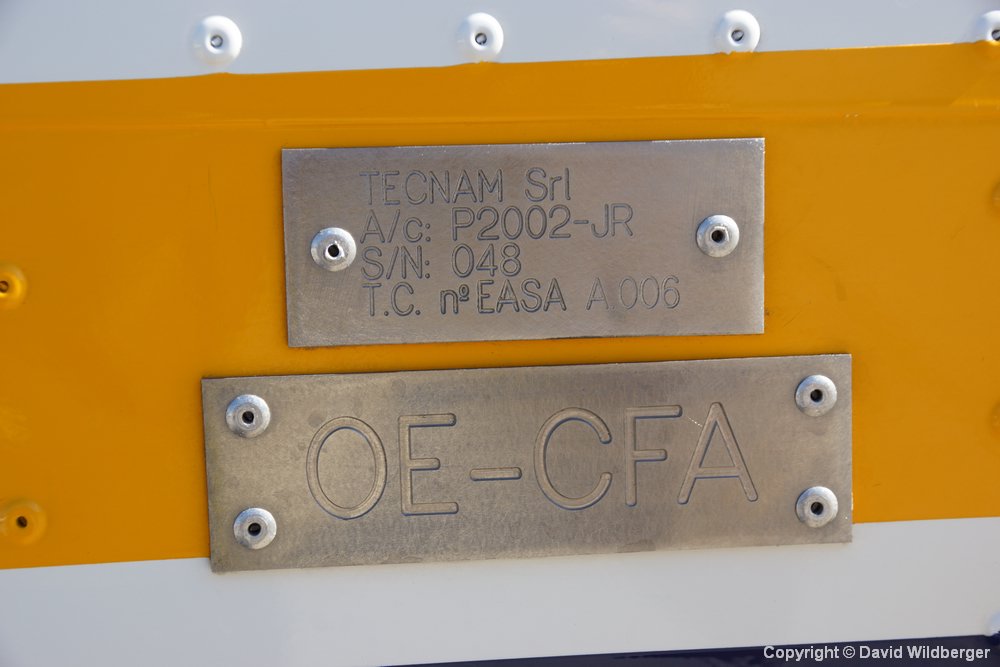 TECNAM Srl
A/c: P2002-JR
S/N: 048
T.C. nº EASA A.006
OE-CFA
Copyright © David Wildberger